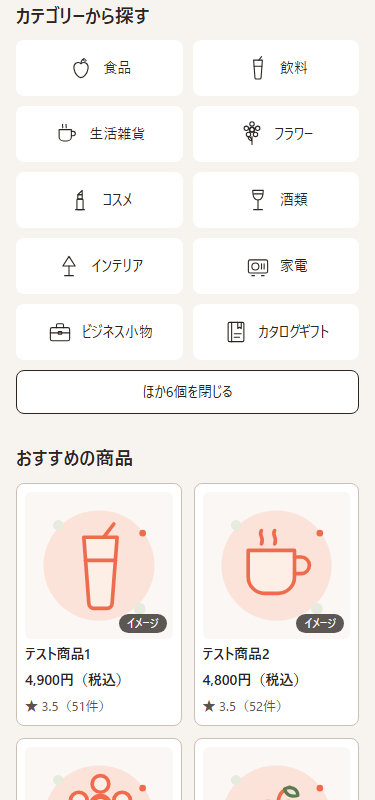 カテゴリーから探す
食品
飲料
生活雑貨
フラワー
コスメ
酒類
インテリア
家電
ビジネス小物
カタログギフト
ほか6個を閉じる
おすすめの商品
イメージ
イメージ
テスト商品1
テスト商品2
4,900円（税込）
4,800円（税込）
★ 3.5（51件）
★ 3.5（52件）